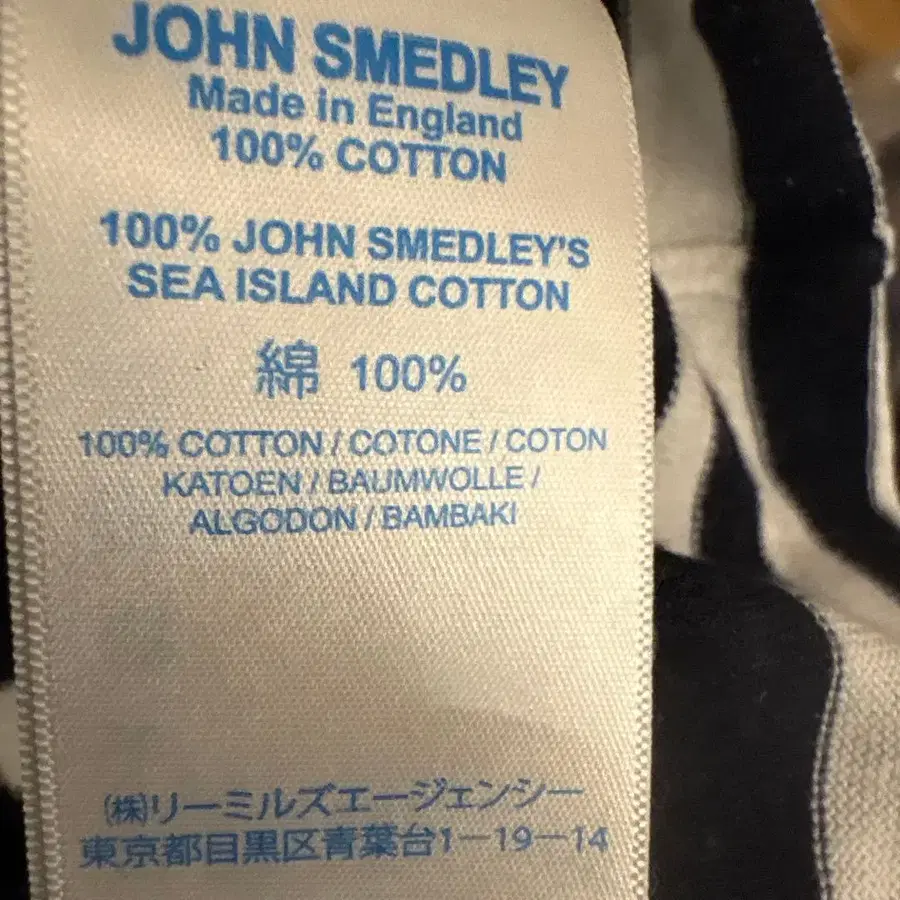 JOHN SMEDLEY
Made in England
100% COTTON
100% JOHN SMEDLEY'S
SEA ISLAND COTTON
綿 100%
100% COTTON / COTONE / COTON
KATOEN / BAUMWOLLE /
ALGODON / BAMBAKI
㈱リーミルズエージェンシー
東京都目黒区青葉台1－19－14